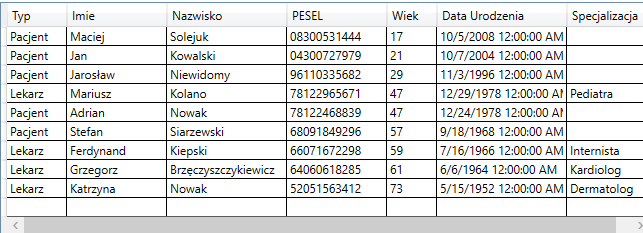 Typ Imie Nazwisko PESEL Wiek Data Urodzenia Specjalizacja
Pacjent Maciej Solejuk 08300531444 17 10/5/2008 12:00:00 AM
Pacjent Jan Kowalski 04300727979 21 10/7/2004 12:00:00 AM
Pacjent Jarosław Niewidomy 96110335682 29 11/3/1996 12:00:00 AM
Lekarz Mariusz Kolano 78122965671 47 12/29/1978 12:00:00 AM Pediatra
Pacjent Adrian Nowak 78122468839 47 12/24/1978 12:00:00 AM
Pacjent Stefan Siarzewski 68091849296 57 9/18/1968 12:00:00 AM
Lekarz Ferdynand Kiepski 66071672298 59 7/16/1966 12:00:00 AM Internista
Lekarz Grzegorz Brzęczyszczykiewicz 64060618285 61 6/6/1964 12:00:00 AM Kardiolog
Lekarz Katrzyna Nowak 52051563412 73 5/15/1952 12:00:00 AM Dermatolog